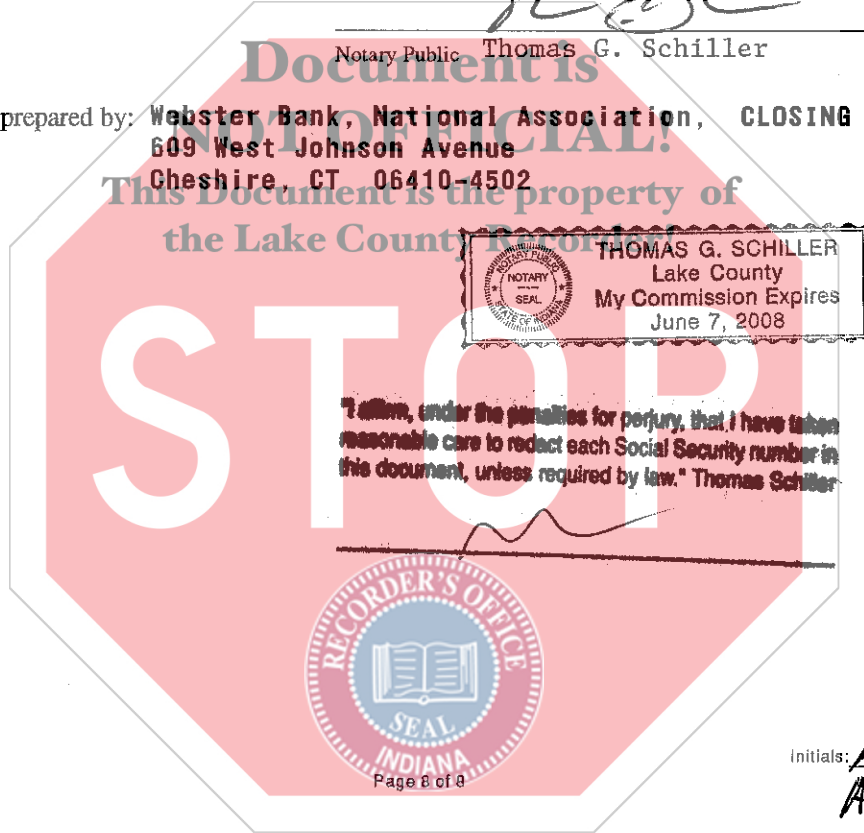 Notary Public Thomas G. Schiller
Document is
NOT OFFICIAL!
This Document is the property of
the Lake County Recorder!
prepared by: Webster Bank, National Association, CLOSING
609 West Johnson Avenue
Cheshire, CT 06410-4502
NOTARY PUBLIC
NOTARY
SEAL
STATE OF INDIANA
THOMAS G. SCHILLER
Lake County
My Commission Expires
June 7, 2008
STOP
"I affirm, under the penalties for perjury, that I have taken
reasonable care to redact each Social Security number in
this document, unless required by law." Thomas Schiller
RECORDER'S OFFICE
SEAL
INDIANA
Page 8 of 9
Initials: